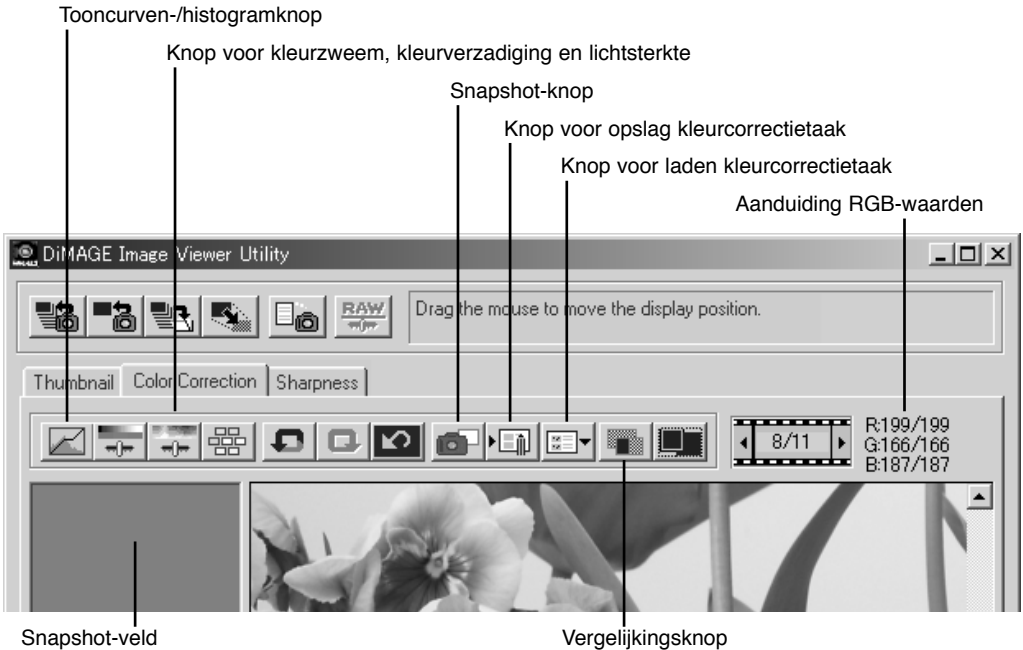 Tooncurven-/histogramknop
Knop voor kleurzweem, kleurverzadiging en lichtsterkte
Snapshot-knop
Knop voor opslag kleurcorrectietaak
Knop voor laden kleurcorrectietaak
Aanduiding RGB-waarden
DiMAGE Image Viewer Utility
RAW
Drag the mouse to move the display position.
Thumbnail
Color Correction
Sharpness
8/11
R:199/199
G:166/166
B:187/187
Snapshot-veld
Vergelijkingsknop